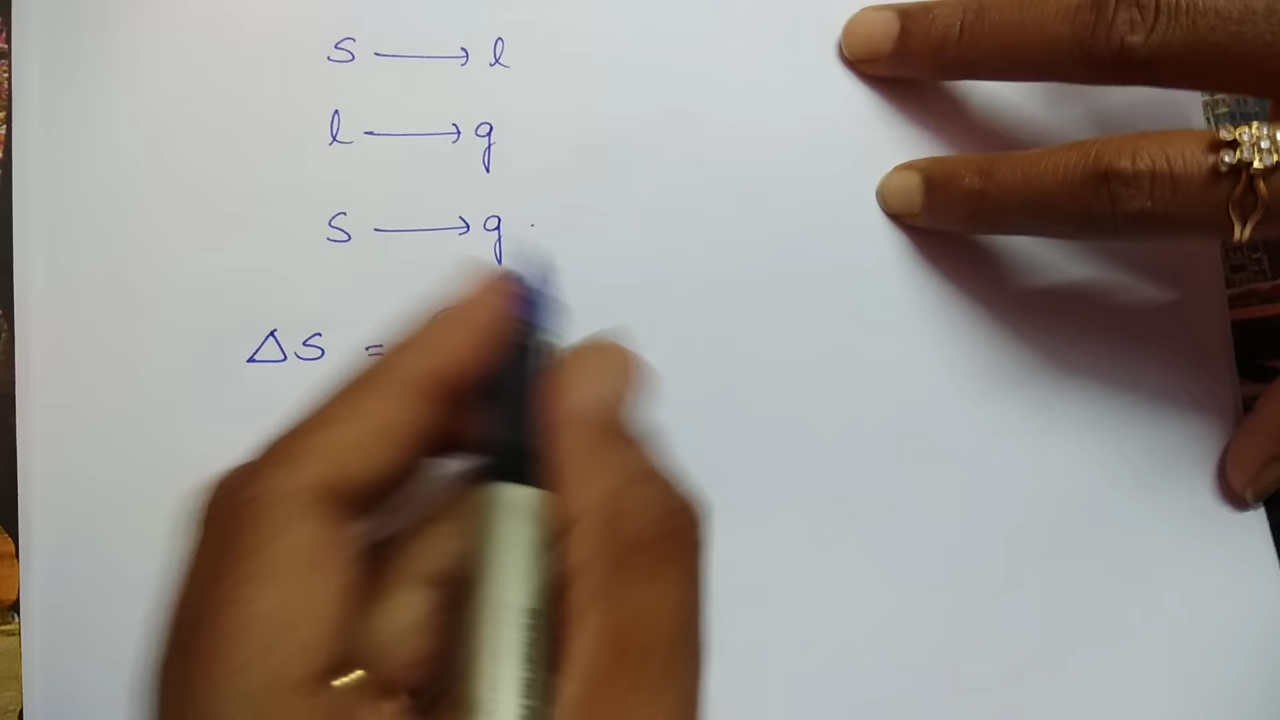 S ⟶ l
l ⟶ g
S ⟶ g
ΔS =